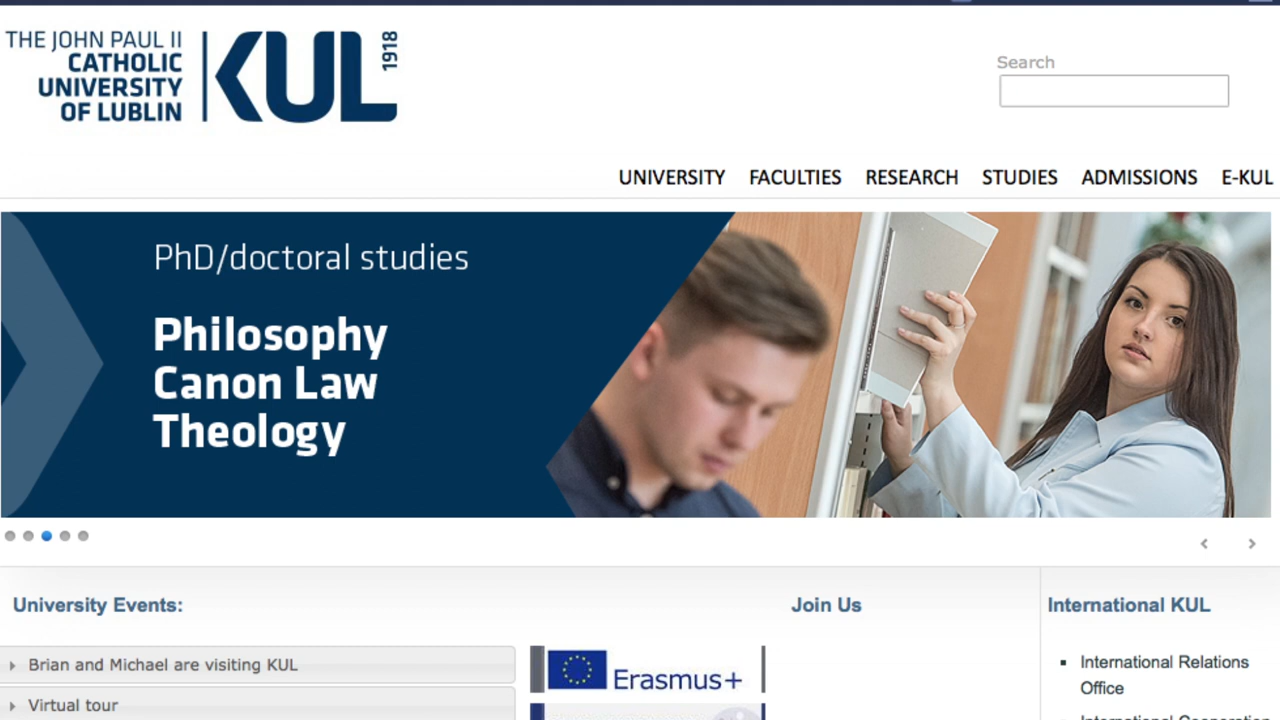 THE JOHN PAUL II
CATHOLIC
UNIVERSITY
OF LUBLIN
KUL
1918
Search
UNIVERSITY FACULTIES RESEARCH STUDIES ADMISSIONS E-KUL
PhD/doctoral studies
Philosophy
Canon Law
Theology
University Events:
Brian and Michael are visiting KUL
Virtual tour
Erasmus+
Join Us
International KUL
International Relations
Office
International Cooperation